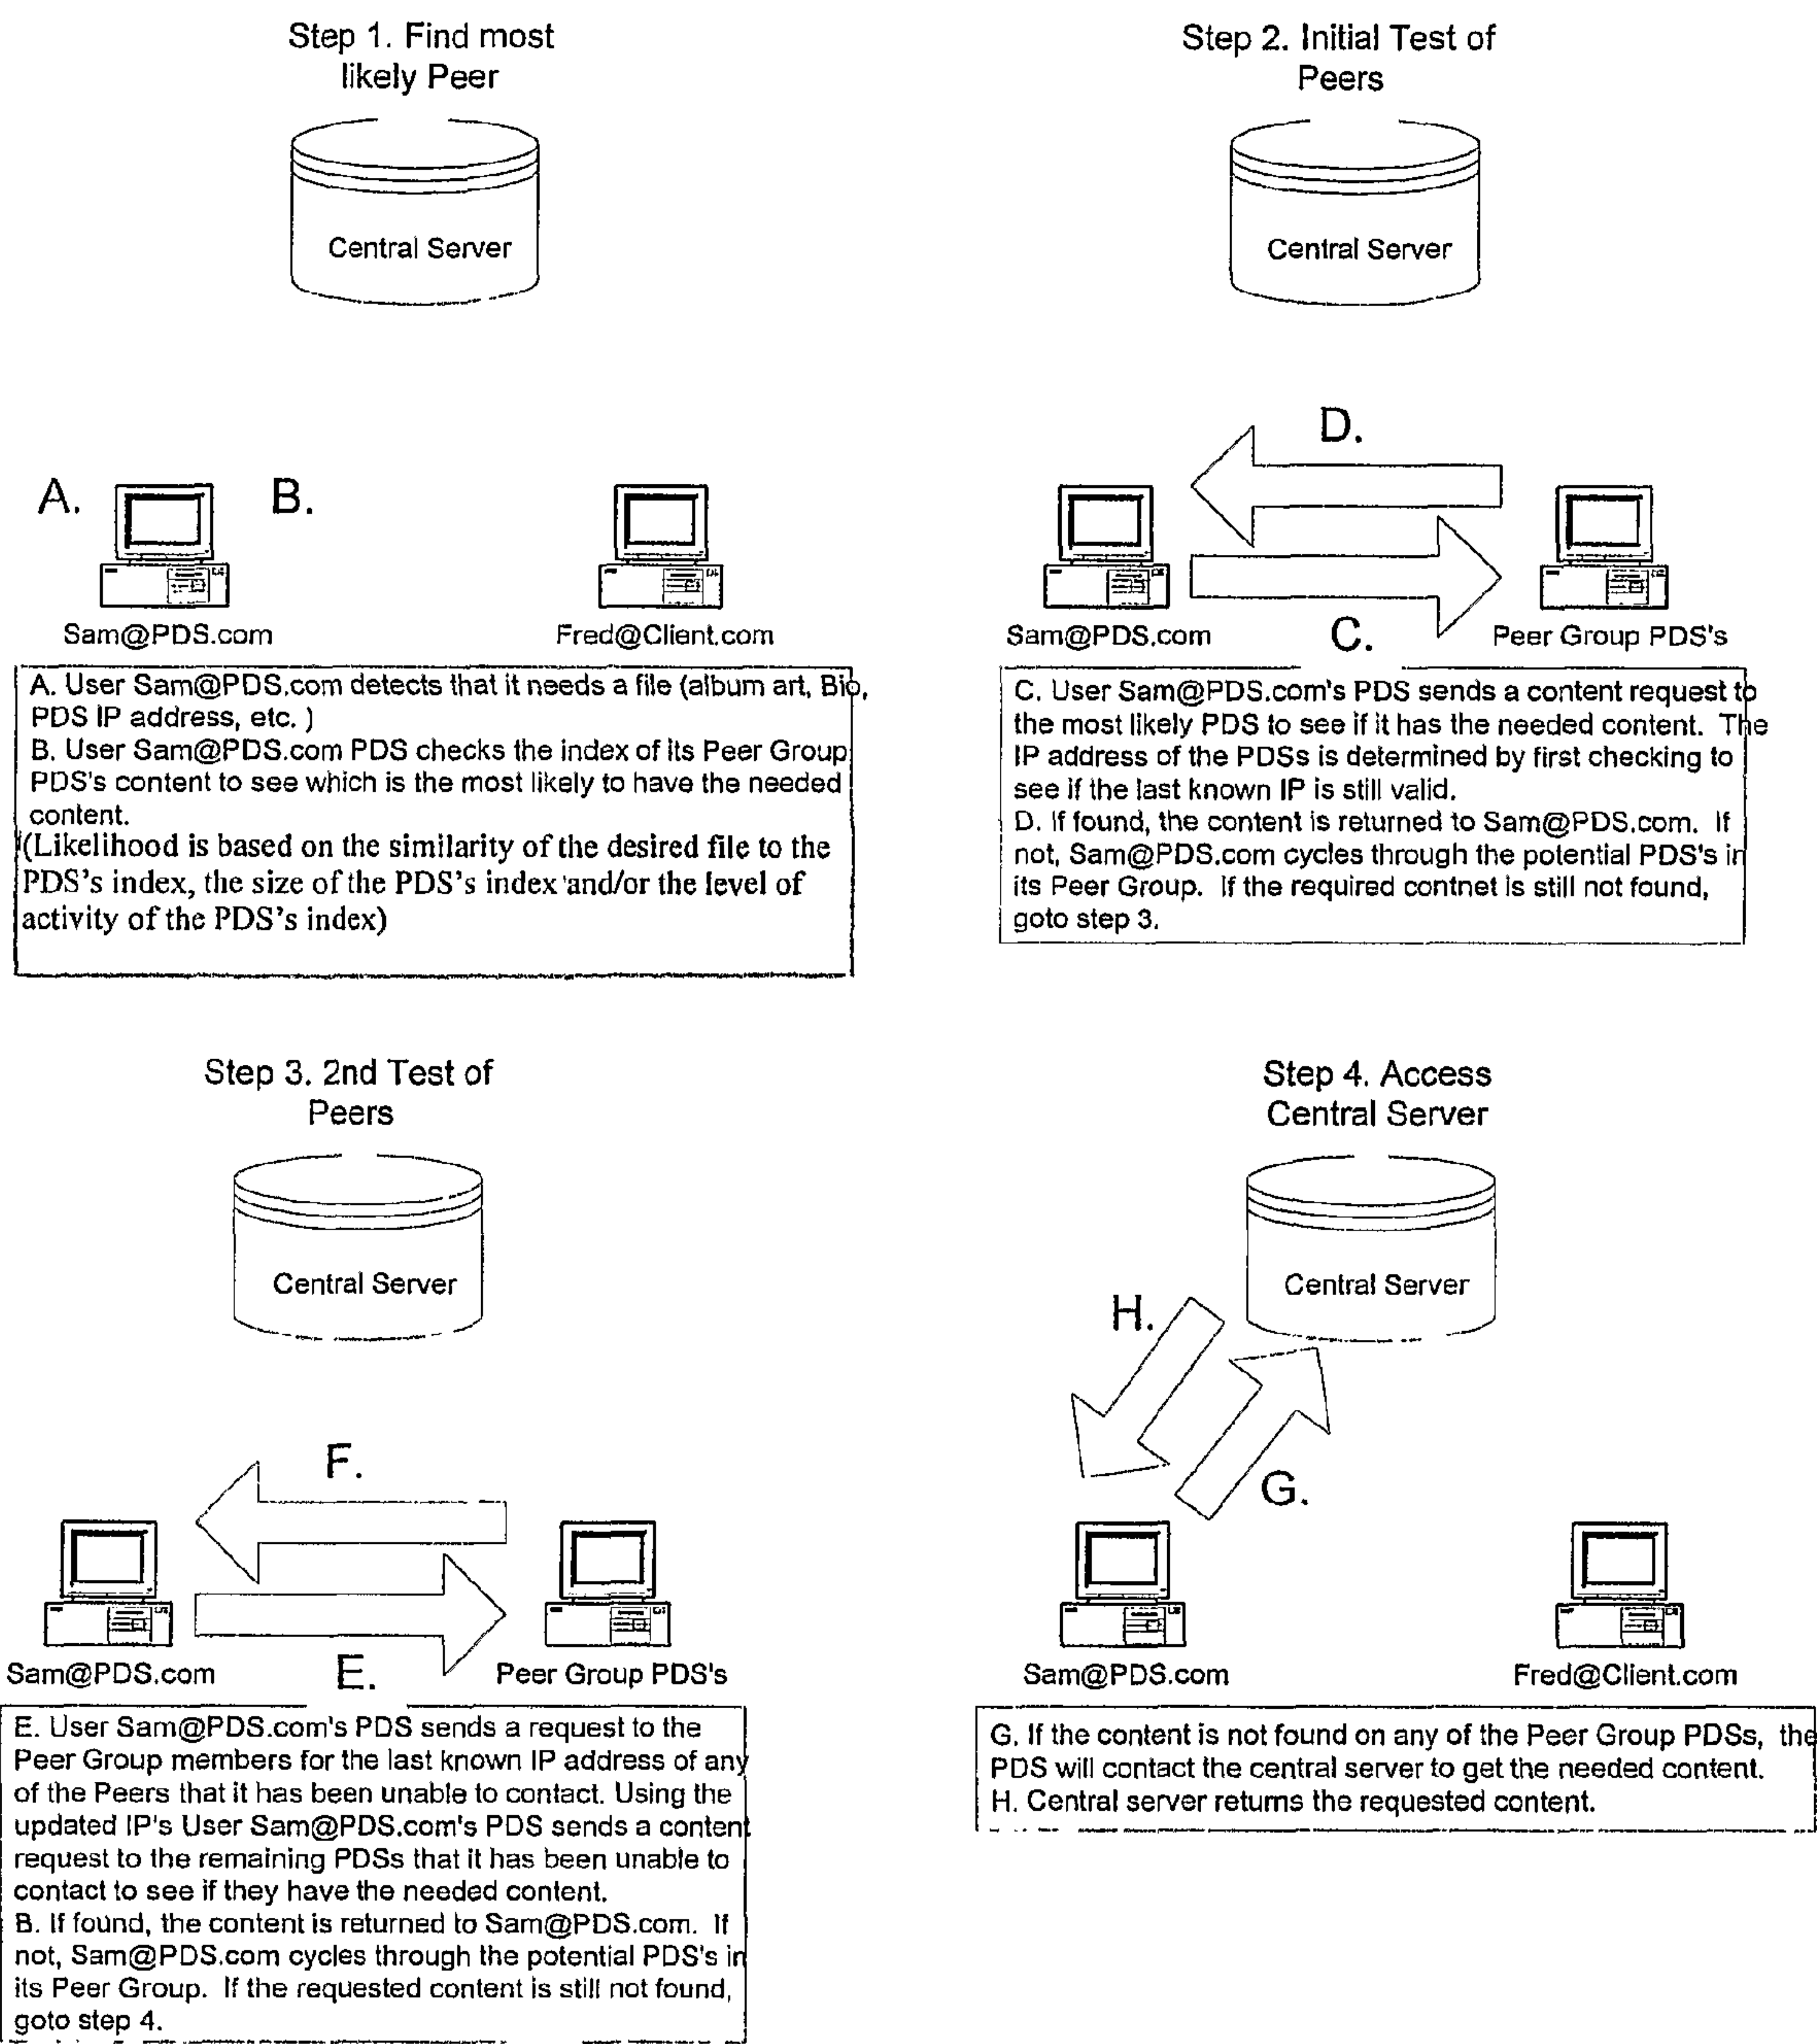 Step 1. Find most
likely Peer
Central Server
A.
B.
Sam@PDS.com
Fred@Client.com
A. User Sam@PDS.com detects that it needs a file (album art, Bio,
PDS IP address, etc. )
B. User Sam@PDS.com PDS checks the index of its Peer Group
PDS's content to see which is the most likely to have the needed
content.
(Likelihood is based on the similarity of the desired file to the
PDS's index, the size of the PDS's index and/or the level of
activity of the PDS's index)
Step 2. Initial Test of
Peers
Central Server
D.
C.
Sam@PDS.com
Peer Group PDS's
C. User Sam@PDS.com's PDS sends a content request to
the most likely PDS to see if it has the needed content. The
IP address of the PDSs is determined by first checking to
see if the last known IP is still valid.
D. If found, the content is returned to Sam@PDS.com. If
not, Sam@PDS.com cycles through the potential PDS's in
its Peer Group. If the required contnet is still not found,
goto step 3.
Step 3. 2nd Test of
Peers
Central Server
F.
E.
Sam@PDS.com
Peer Group PDS's
E. User Sam@PDS.com's PDS sends a request to the
Peer Group members for the last known IP address of any
of the Peers that it has been unable to contact. Using the
updated IP's User Sam@PDS.com's PDS sends a content
request to the remaining PDSs that it has been unable to
contact to see if they have the needed content.
B. If found, the content is returned to Sam@PDS.com. If
not, Sam@PDS.com cycles through the potential PDS's in
its Peer Group. If the requested content is still not found,
goto step 4.
Step 4. Access
Central Server
Central Server
H.
G.
Sam@PDS.com
Fred@Client.com
G. If the content is not found on any of the Peer Group PDSs, the
PDS will contact the central server to get the needed content.
H. Central server returns the requested content.